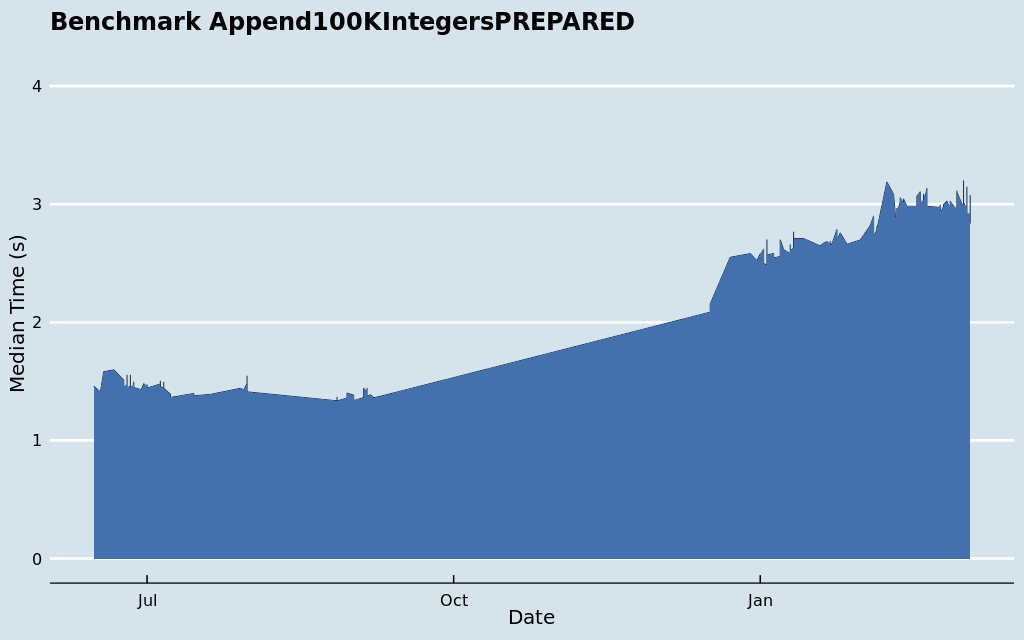 Benchmark Append100KIntegersPREPARED
4
3
2
1
0
Median Time (s)
Jul
Oct
Jan
Date